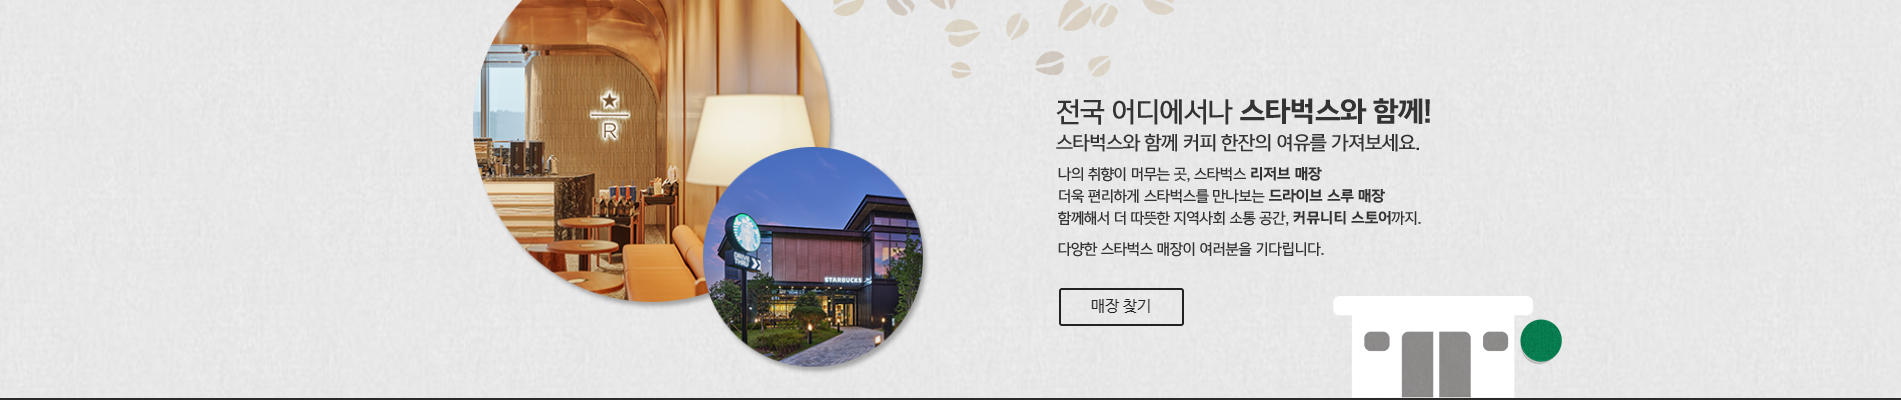 R
DRIVE
THRU
STARBUCKS
전국 어디에서나 스타벅스와 함께!
스타벅스와 함께 커피 한잔의 여유를 가져보세요.
나의 취향이 머무는 곳, 스타벅스 리저브 매장
더욱 편리하게 스타벅스를 만나보는 드라이브 스루 매장
함께해서 더 따뜻한 지역사회 소통 공간, 커뮤니티 스토어까지.
다양한 스타벅스 매장이 여러분을 기다립니다.
매장 찾기